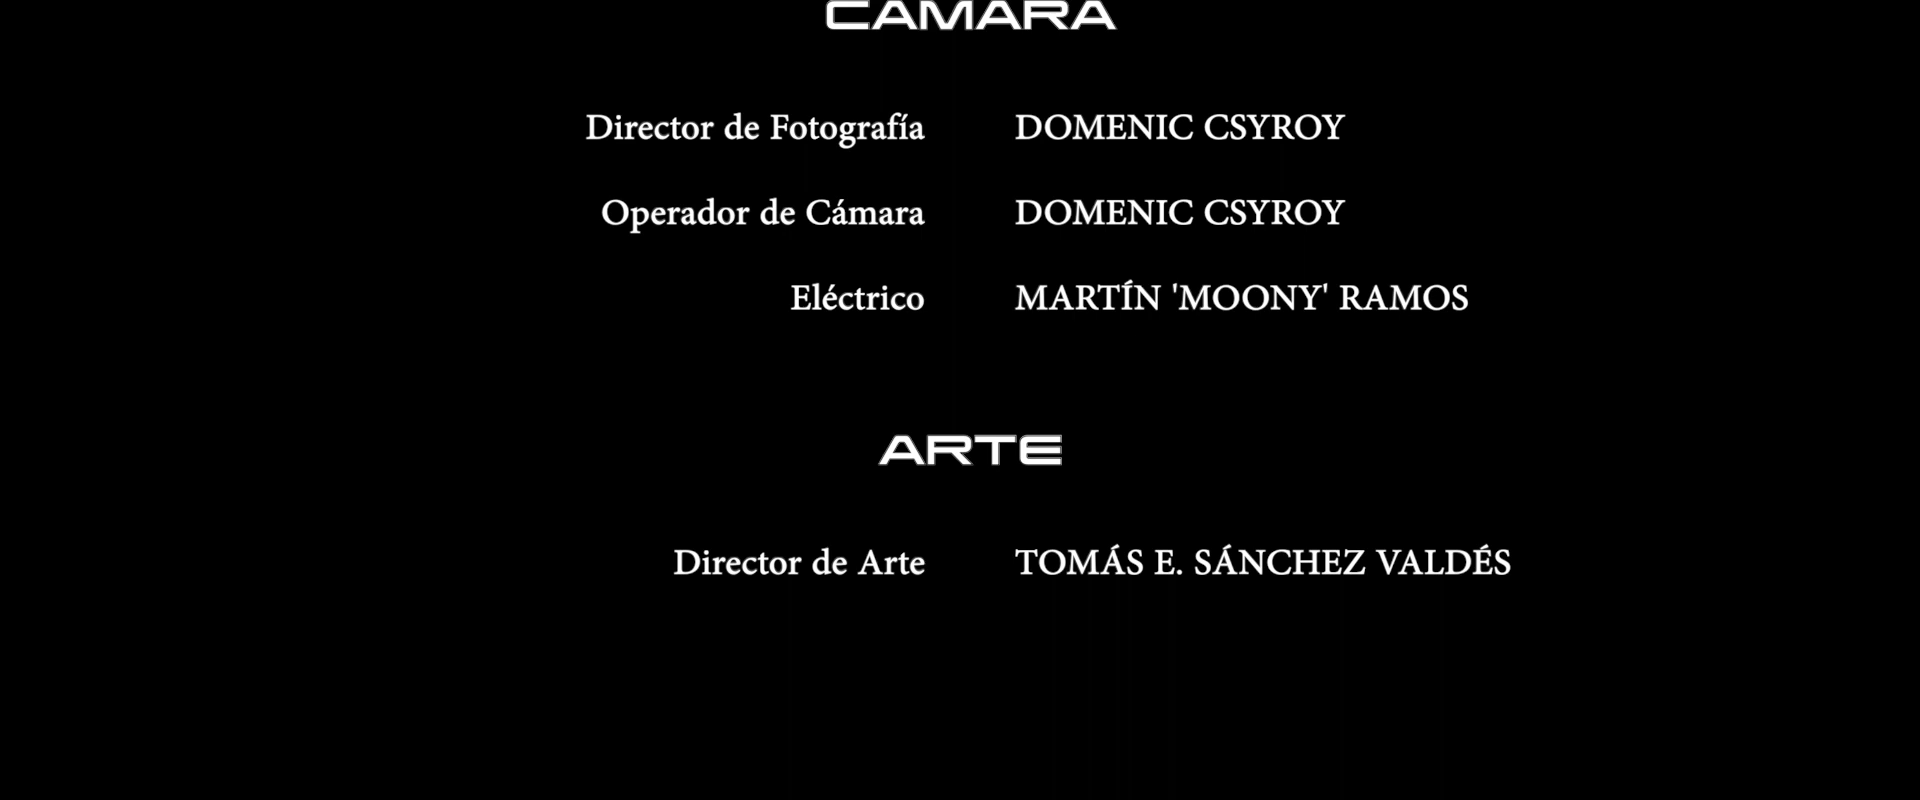 CAMARA
Director de Fotografía DOMENIC CSYROY
Operador de Cámara DOMENIC CSYROY
Eléctrico MARTÍN 'MOONY' RAMOS
ARTE
Director de Arte TOMÁS E. SÁNCHEZ VALDÉS